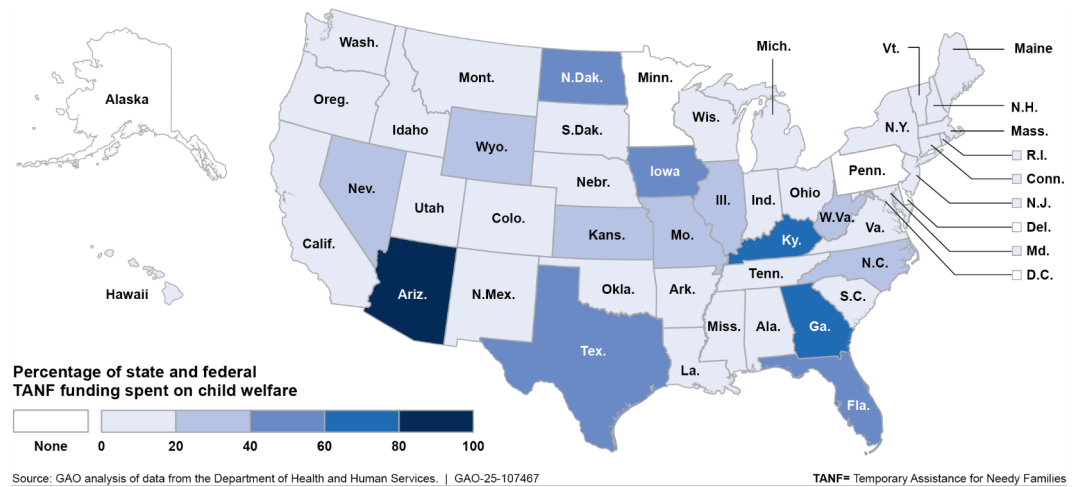 Alaska
Hawaii
Wash.
Oreg.
Calif.
Mont.
Idaho
Nev.
Utah
Ariz.
Wyo.
Colo.
N.Mex.
N.Dak.
S.Dak.
Nebr.
Kans.
Okla.
Tex.
Minn.
Iowa
Mo.
Ark.
La.
Wis.
Ill.
Mich.
Ind.
Ohio
Ky.
Tenn.
Miss.
Ala.
Ga.
Fla.
S.C.
N.C.
W.Va.
Va.
Penn.
N.Y.
Vt.
Maine
N.H.
Mass.
R.I.
Conn.
N.J.
Del.
Md.
D.C.
Percentage of state and federal
TANF funding spent on child welfare
None 0 20 40 60 80 100
Source: GAO analysis of data from the Department of Health and Human Services. | GAO-25-107467
TANF= Temporary Assistance for Needy Families